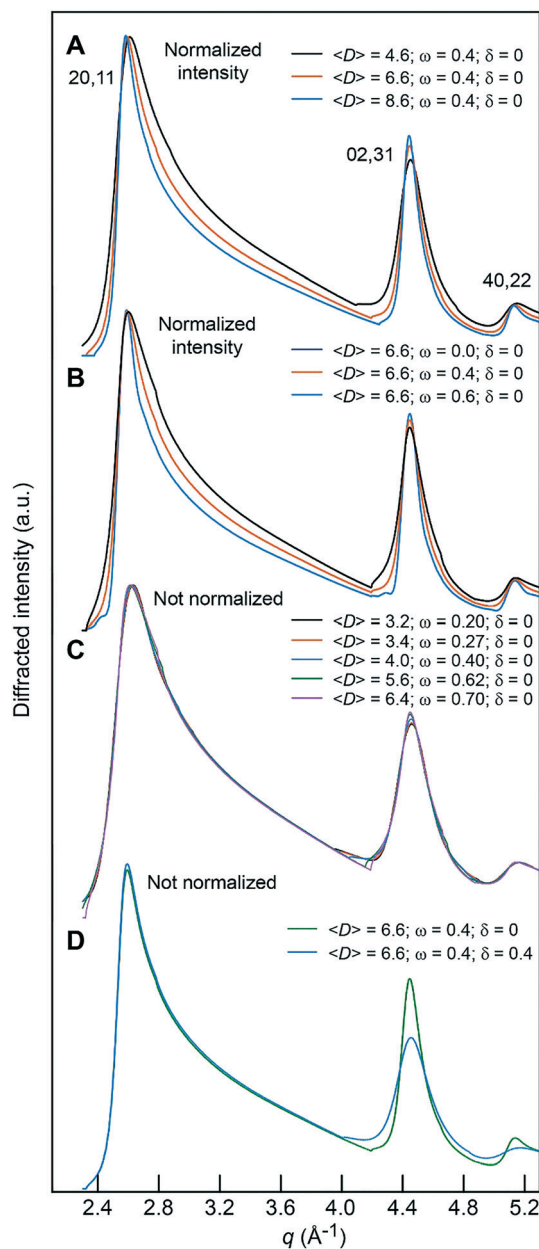 A
Normalized
intensity
20,11
<D> = 4.6; ω = 0.4; δ = 0
<D> = 6.6; ω = 0.4; δ = 0
<D> = 8.6; ω = 0.4; δ = 0
02,31
40,22
B
Normalized
intensity
<D> = 6.6; ω = 0.0; δ = 0
<D> = 6.6; ω = 0.4; δ = 0
<D> = 6.6; ω = 0.6; δ = 0
C
Not normalized
<D> = 3.2; ω = 0.20; δ = 0
<D> = 3.4; ω = 0.27; δ = 0
<D> = 4.0; ω = 0.40; δ = 0
<D> = 5.6; ω = 0.62; δ = 0
<D> = 6.4; ω = 0.70; δ = 0
D
Not normalized
<D> = 6.6; ω = 0.4; δ = 0
<D> = 6.6; ω = 0.4; δ = 0.4
Diffracted intensity (a.u.)
2.4 2.8 3.2 3.6 4.0 4.4 4.8 5.2
q (Å⁻¹)